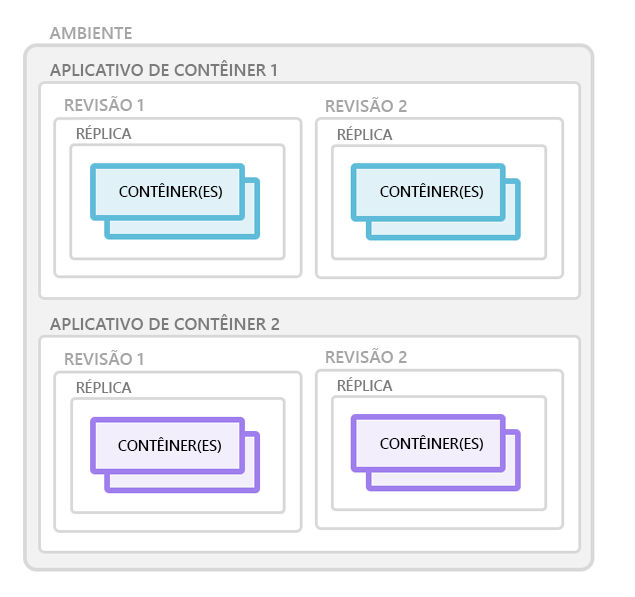 AMBIENTE
APLICATIVO DE CONTÊINER 1
REVISÃO 1
REVISÃO 2
RÉPLICA
RÉPLICA
CONTÊINER(ES)
CONTÊINER(ES)
APLICATIVO DE CONTÊINER 2
REVISÃO 1
REVISÃO 2
RÉPLICA
RÉPLICA
CONTÊINER(ES)
CONTÊINER(ES)